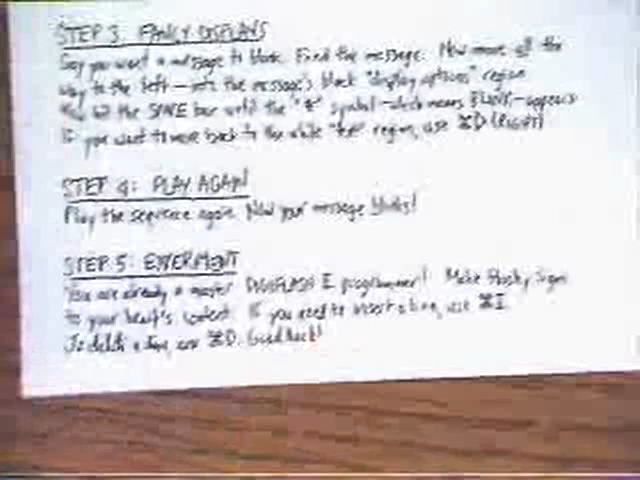 STEP 3: FANCY DISPLAYS
Say you want a message to blink. Find the message. Now move all the
way to the left—into the message's black "display options" region
hit the SPACE bar until the "*" symbol—which means BLINK—appears
If you want to move back to the white "text" region, use ⌘D (RIGHT)
STEP 4: PLAY AGAIN
Play the sequence again. Now your message blinks!
STEP 5: EXPERIMENT
You are already a master DIGIFLASH II programmer! Make flashy signs
to your heart's content. If you need to insert a line, use ⌘I
To delete a line, use ⌘D. Good luck!